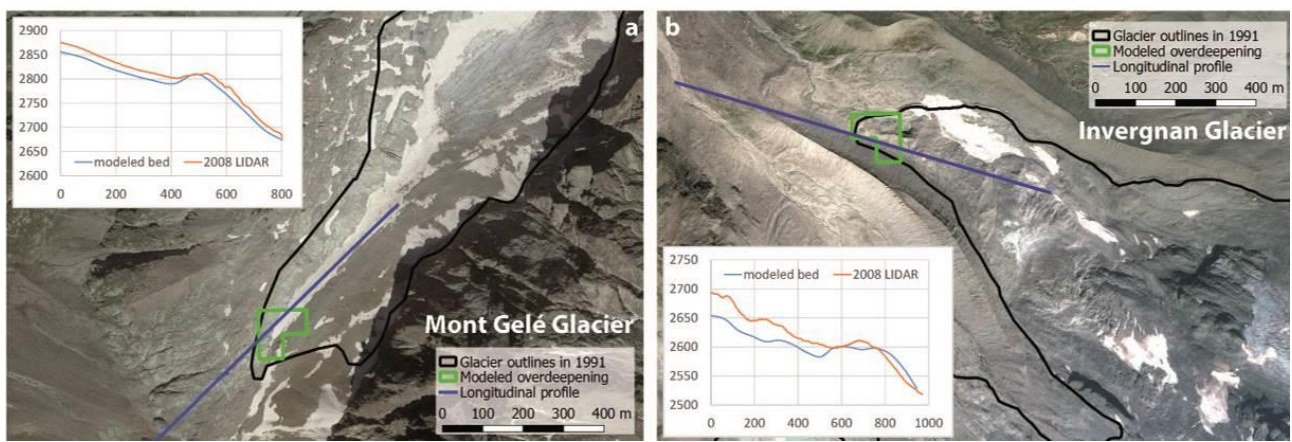 2900
2850
2800
2750
2700
2650
2600
modeled bed 2008 LIDAR
0 200 400 600 800
a
Mont Gelé Glacier
Glacier outlines in 1991
Modeled overdeepening
Longitudinal profile
0 100 200 300 400 m
b
Glacier outlines in 1991
Modeled overdeepening
Longitudinal profile
0 100 200 300 400 m
Invergnan Glacier
2750
2700
2650
2600
2550
2500
modeled bed 2008 LIDAR
0 200 400 600 800 1000